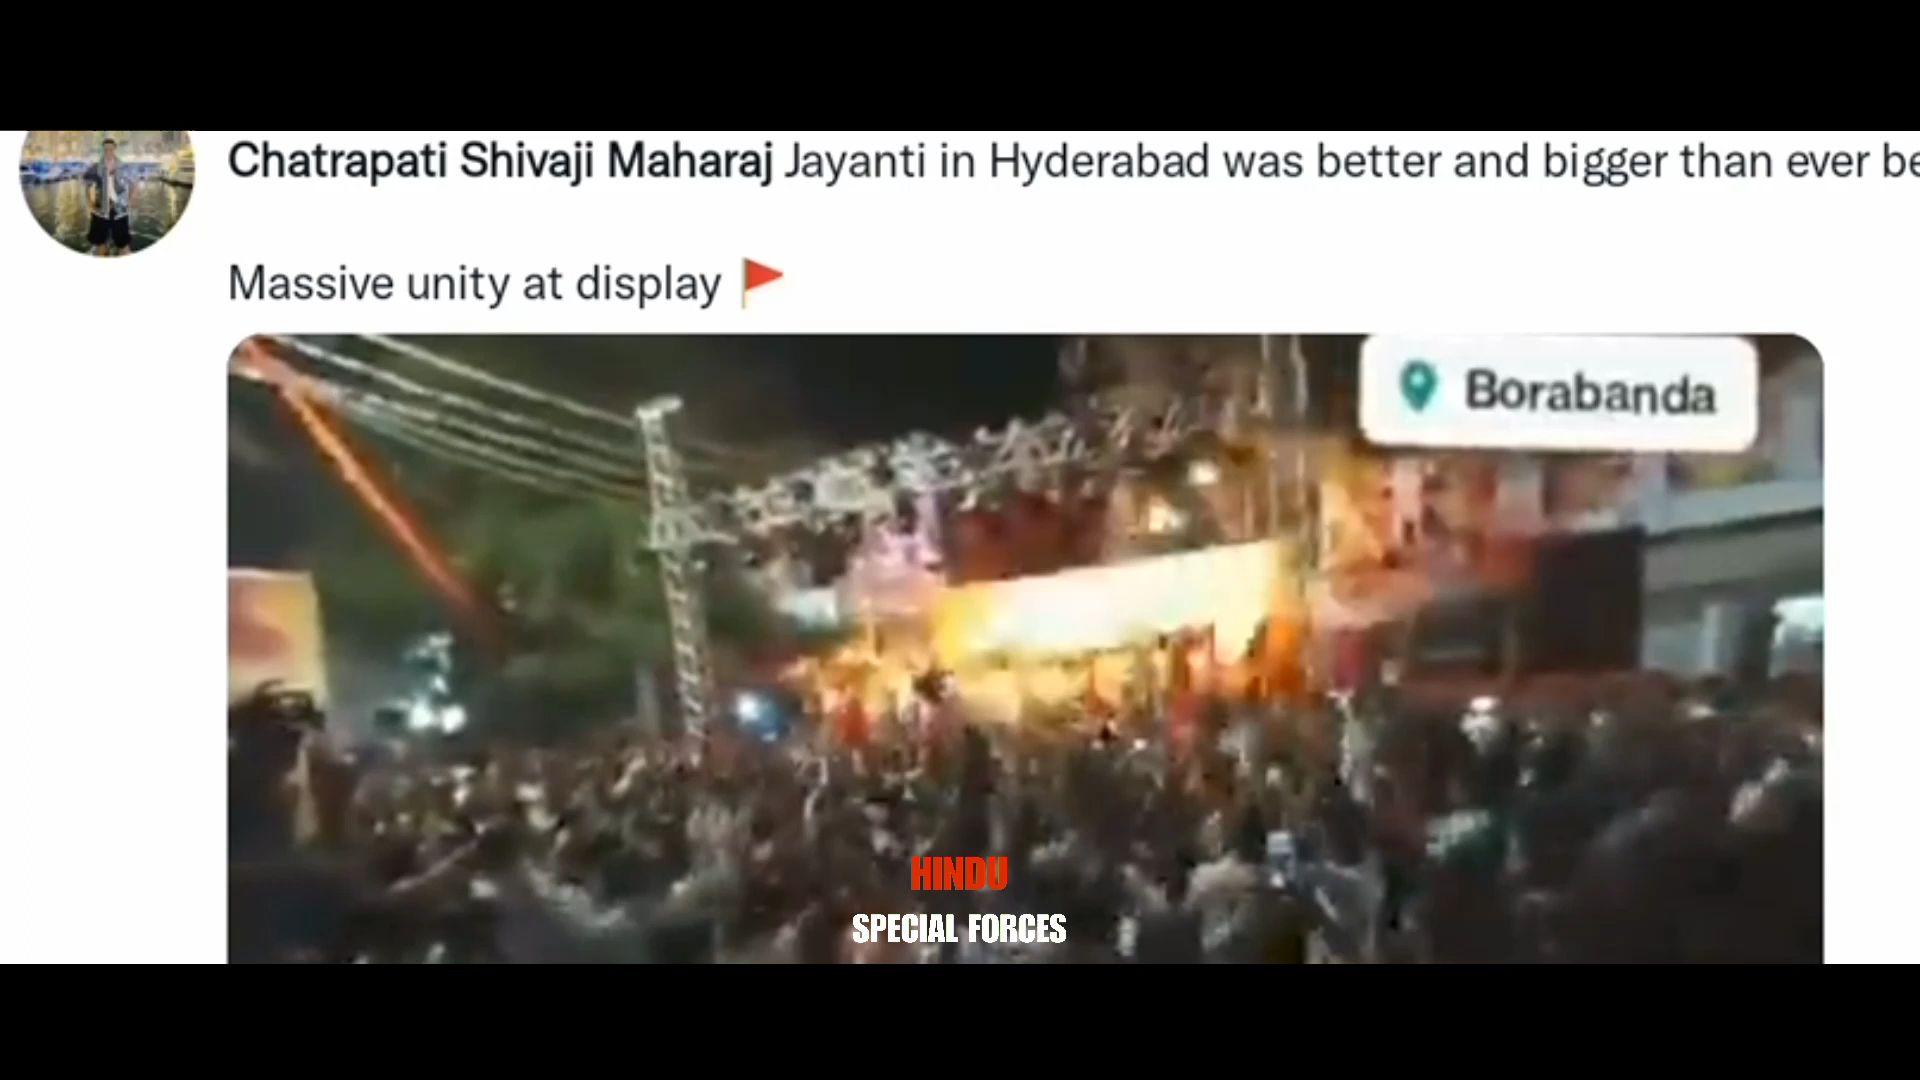 Chatrapati Shivaji Maharaj Jayanti in Hyderabad was better and bigger than ever be
Massive unity at display
Borabanda
HINDU
SPECIAL FORCES